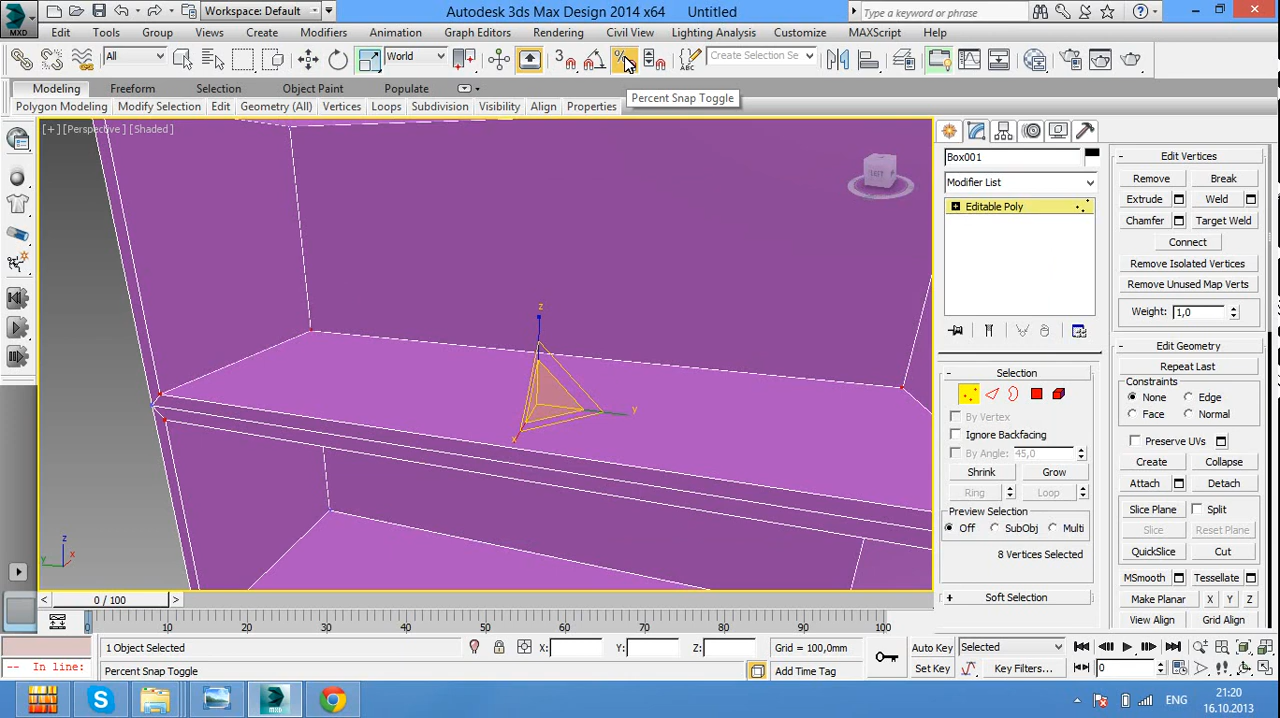 MXD
Workspace: Default
Autodesk 3ds Max Design 2014 x64 Untitled
Type a keyword or phrase
Edit Tools Group Views Create Modifiers Animation Graph Editors Rendering Civil View Lighting Analysis Customize MAXScript Help
All World 3 % ABC Create Selection Se
Modeling Freeform Selection Object Paint Populate
Percent Snap Toggle
Polygon Modeling Modify Selection Edit Geometry (All) Vertices Loops Subdivision Visibility Align Properties
[+] [Perspective] [Shaded]
LEFT
z
y
x
z
y x
Box001
Modifier List
Editable Poly
Selection
By Vertex
Ignore Backfacing
By Angle: 45,0
Shrink Grow
Ring Loop
Preview Selection
Off SubObj Multi
8 Vertices Selected
Soft Selection
Edit Vertices
Remove Break
Extrude Weld
Chamfer Target Weld
Connect
Remove Isolated Vertices
Remove Unused Map Verts
Weight: 1,0
Edit Geometry
Repeat Last
Constraints
None Edge
Face Normal
Preserve UVs
Create Collapse
Attach Detach
Slice Plane Split
Slice Reset Plane
QuickSlice Cut
MSmooth Tessellate
Make Planar X Y Z
View Align Grid Align
0 / 100
0 10 20 30 40 50 60 70 80 90 100
1 Object Selected X: Y: Z: Grid = 100,0mm Auto Key Selected
-- In line: Percent Snap Toggle Add Time Tag Set Key Key Filters... 0
ENG
21:20
16.10.2013